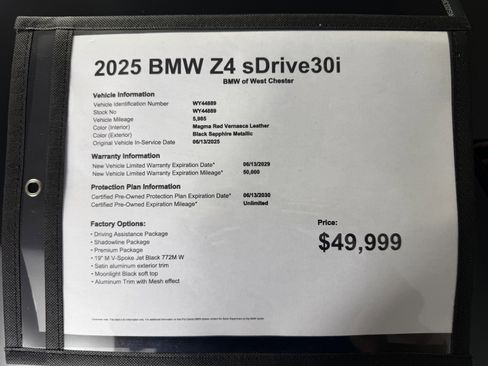 2025 BMW Z4 sDrive30i
BMW of West Chester
Vehicle Information
Vehicle Identification Number WY44889
Stock No WY44889
Vehicle Mileage 5,985
Color (Interior) Magma Red Vernasca Leather
Color (Exterior) Black Sapphire Metallic
Original Vehicle In-Service Date 06/13/2025
Warranty Information
New Vehicle Limited Warranty Expiration Date* 06/13/2029
New Vehicle Limited Warranty Expiration Mileage* 50,000
Protection Plan Information
Certified Pre-Owned Protection Plan Expiration Date* 06/13/2030
Certified Pre-Owned Expiration Mileage* Unlimited
Factory Options: Price:
• Driving Assistance Package
• Shadowline Package $49,999
• Premium Package
• 19" M V-Spoke Jet Black 772M W
• Satin aluminum exterior trim
• Moonlight Black soft top
• Aluminum Trim with Mesh effect